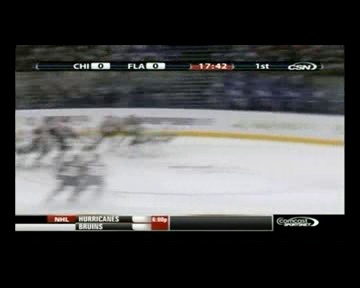 CHI 0 FLA 0 17:42 1st CSN
NHL HURRICANES 6:00p
BRUINS
COMCAST
SPORTSNET